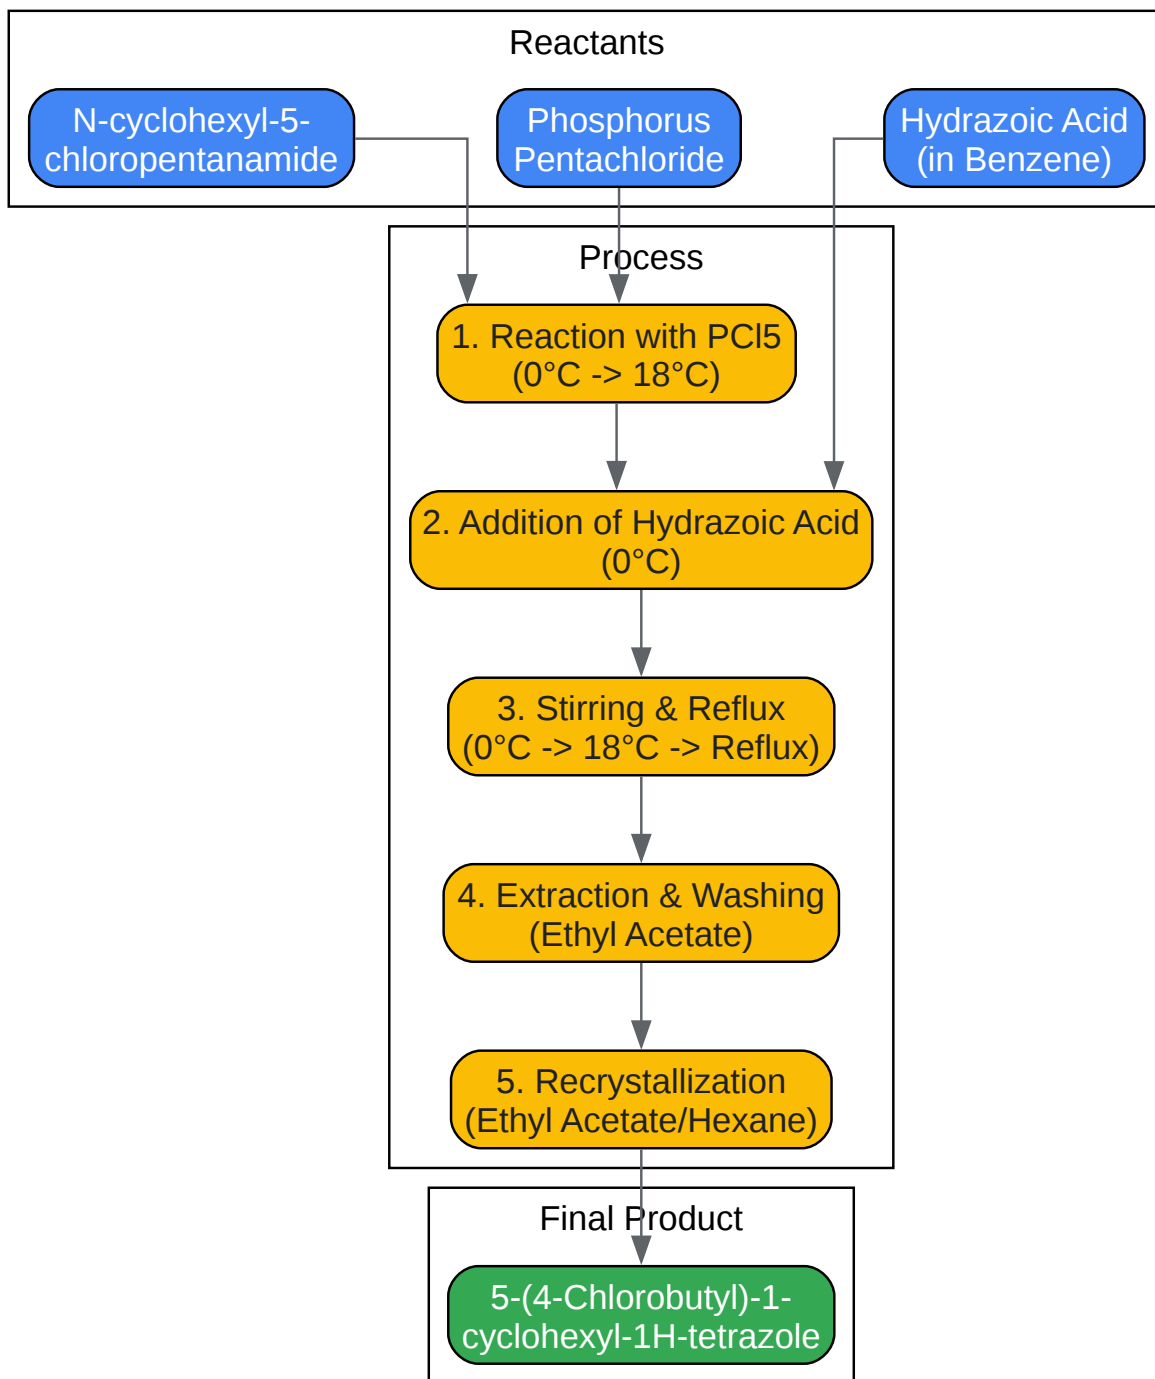 Reactants
N-cyclohexyl-5-
chloropentanamide
Phosphorus
Pentachloride
Hydrazoic Acid
(in Benzene)
Process
1. Reaction with PCl5
(0°C -> 18°C)
2. Addition of Hydrazoic Acid
(0°C)
3. Stirring & Reflux
(0°C -> 18°C -> Reflux)
4. Extraction & Washing
(Ethyl Acetate)
5. Recrystallization
(Ethyl Acetate/Hexane)
Final Product
5-(4-Chlorobutyl)-1-
cyclohexyl-1H-tetrazole